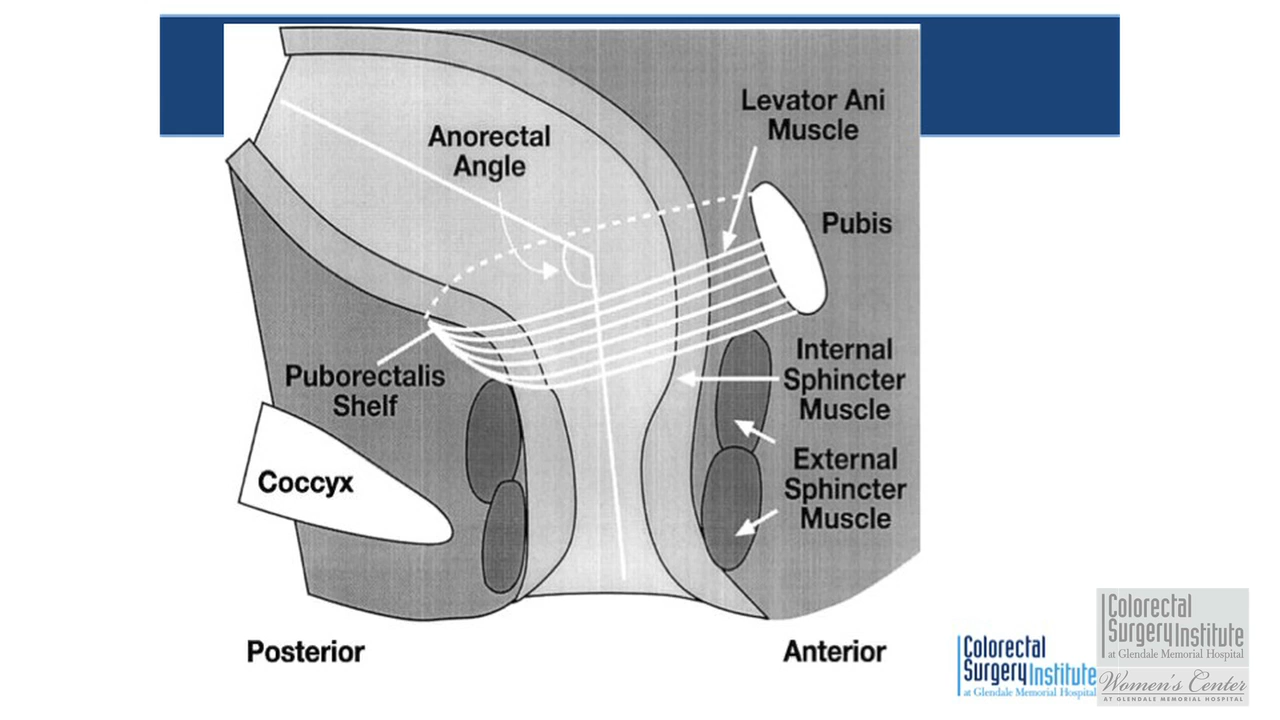 Levator Ani
Muscle
Anorectal
Angle
Pubis
Puborectalis
Shelf
Internal
Sphincter
Muscle
Coccyx
External
Sphincter
Muscle
Posterior
Anterior
Colorectal
Surgery Institute
at Glendale Memorial Hospital
Colorectal
Surgery Institute
at Glendale Memorial Hospital
Women's Center
AT GLENDALE MEMORIAL HOSPITAL